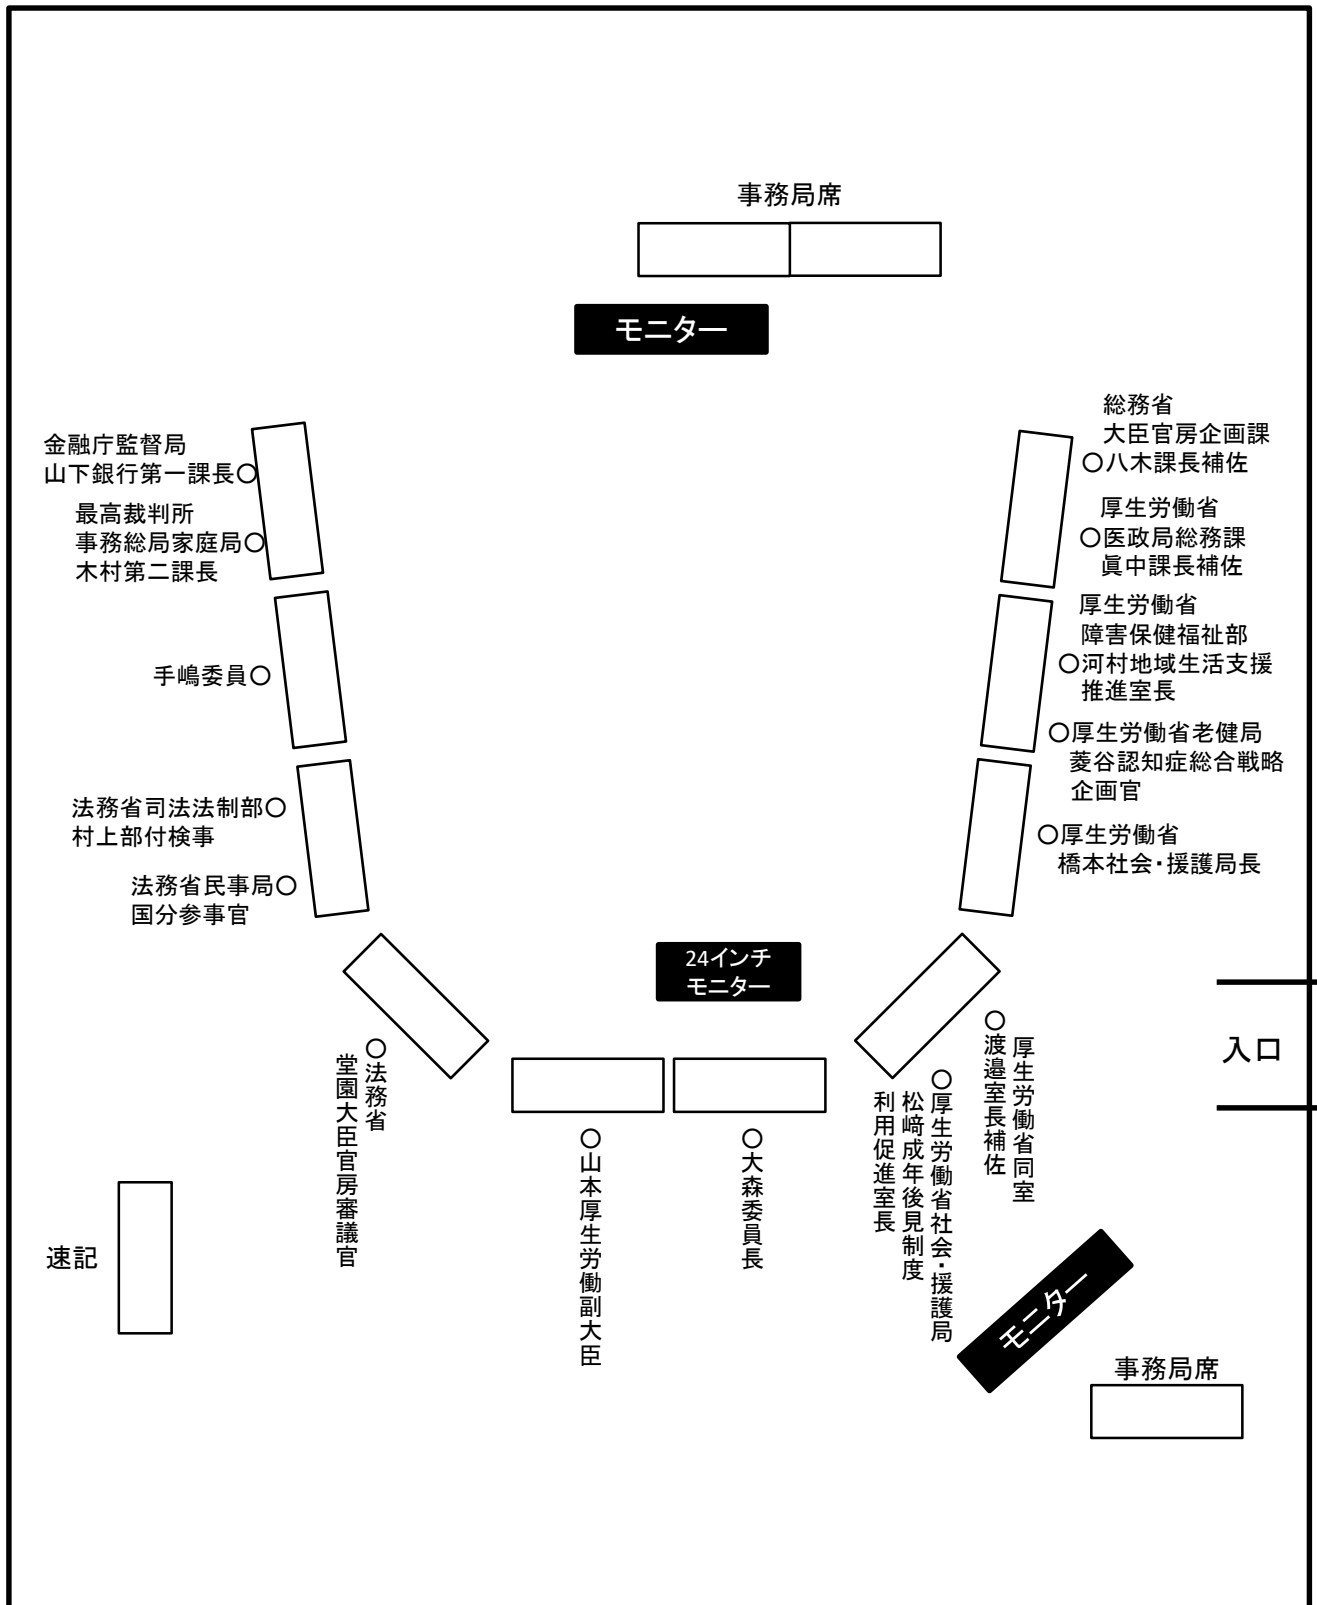 事務局席
モニター
金融庁監督局
山下銀行第一課長○
最高裁判所
事務総局家庭局○
木村第二課長
手嶋委員○
法務省司法法制部○
村上部付検事
法務省民事局○
国分参事官
総務省
大臣官房企画課
○八木課長補佐
厚生労働省
○医政局総務課
眞中課長補佐
厚生労働省
障害保健福祉部
○河村地域生活支援
推進室長
○厚生労働省老健局
菱谷認知症総合戦略
企画官
○厚生労働省
橋本社会・援護局長
24インチ
モニター
入口
○法務省
堂園大臣官房審議官
○山本厚生労働副大臣
○大森委員長
○厚生労働省社会・援護局
松﨑成年後見制度
利用促進室長
厚生労働省同室
○渡邉室長補佐
速記
モニター
事務局席